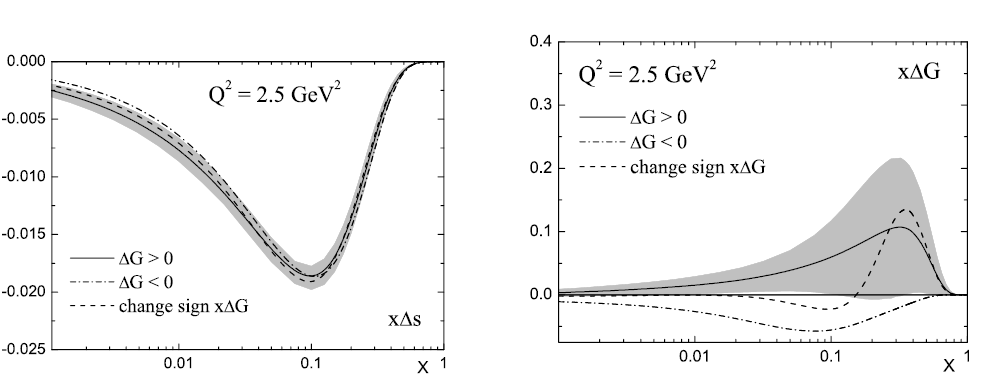 0.000
-0.005
-0.010
-0.015
-0.020
-0.025
Q² = 2.5 GeV²
ΔG > 0
ΔG < 0
change sign xΔG
xΔs
0.01
0.1
1
X
0.4
0.3
0.2
0.1
0.0
Q² = 2.5 GeV²
xΔG
ΔG > 0
ΔG < 0
change sign xΔG
0.01
0.1
1
X